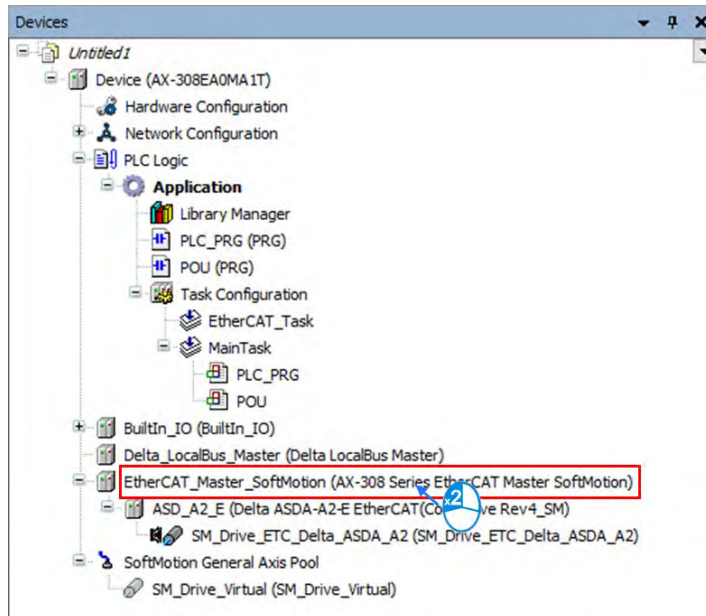 Devices
Untitled1
Device (AX-308EA0MA1T)
Hardware Configuration
Network Configuration
PLC Logic
Application
Library Manager
PLC_PRG (PRG)
POU (PRG)
Task Configuration
EtherCAT_Task
MainTask
PLC_PRG
POU
BuiltIn_IO (BuiltIn_IO)
Delta_LocalBus_Master (Delta LocalBus Master)
EtherCAT_Master_SoftMotion (AX-308 Series EtherCAT Master SoftMotion)
x2
ASD_A2_E (Delta ASDA-A2-E EtherCAT(Co ve Rev4_SM)
SM_Drive_ETC_Delta_ASDA_A2 (SM_Drive_ETC_Delta_ASDA_A2)
SoftMotion General Axis Pool
SM_Drive_Virtual (SM_Drive_Virtual)